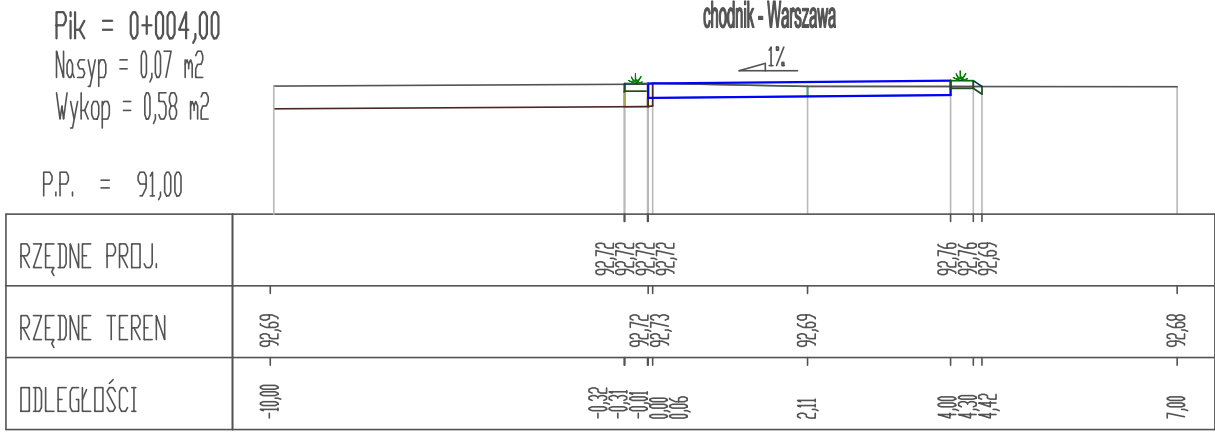 Pik = 0+004,00
Nasyp = 0,07 m2
Wykop = 0,58 m2
P.P. = 91,00
chodnik - Warszawa
1%
RZĘDNE PROJ. 92,72 92,72 92,72 92,72 92,72 92,76 92,76 92,69
RZĘDNE TEREN 92,69 92,72 92,73 92,69 92,68
ODLEGŁOŚCI -10,00 -0,32 -0,31 -0,01 0,00 0,06 2,11 4,00 4,30 4,42 7,00